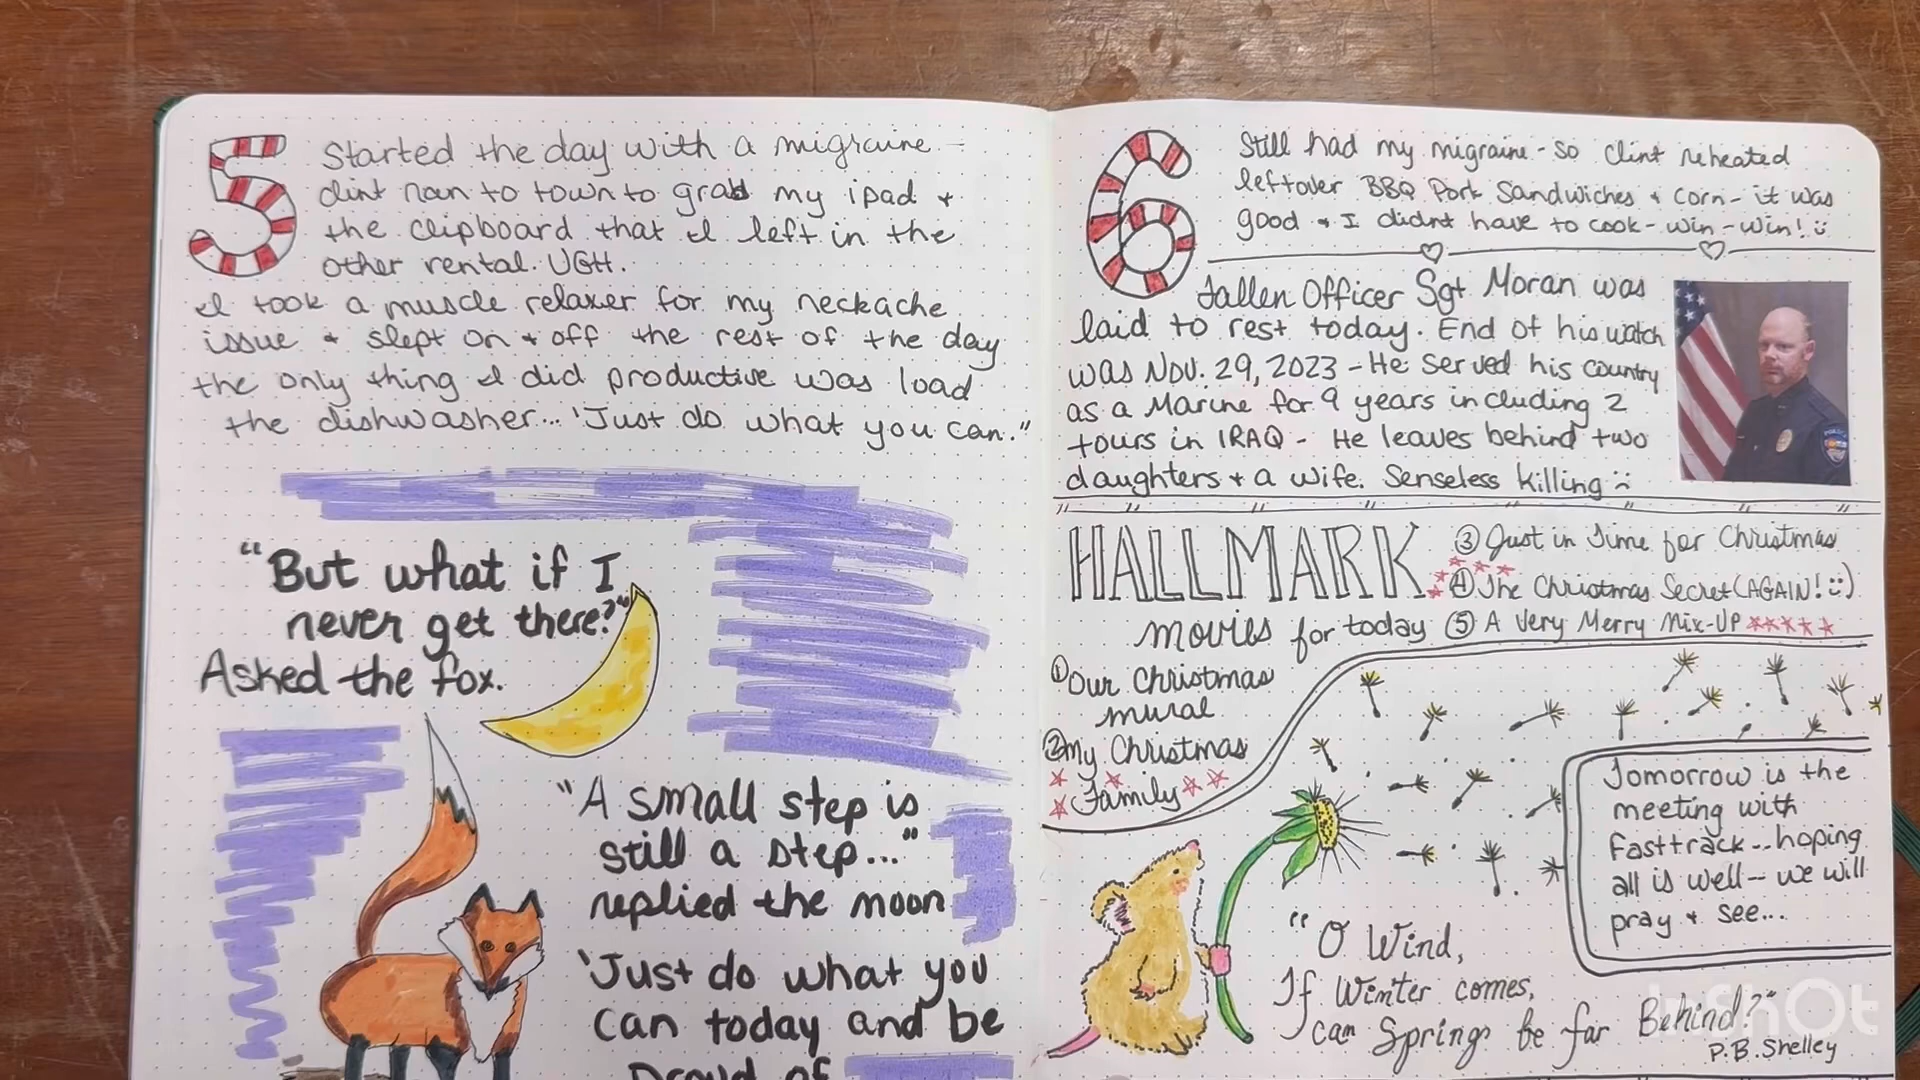 5
Started the day with a migraine -
Clint ran to town to grab my ipad +
the clipboard that I left in the
other rental. UGH.
I took a muscle relaxer for my neckache
issue + slept on + off the rest of the day
the only thing I did productive was load
the dishwasher... 'Just do what you can."
"But what if I
never get there?"
Asked the fox.
"A small step is
still a step..."
replied the moon
'Just do what you
can today and be
Proud of
6
Still had my migraine - so Clint reheated
leftover BBQ Pork Sandwiches + corn - it was
good + I didnt have to cook - win - win! :)
Fallen Officer Sgt Moran was
laid to rest today. End of his watch
was Nov. 29, 2023 - He served his country
as a Marine for 9 years including 2
tours in IRAQ - He leaves behind two
daughters + a wife. Senseless killing :(
HALLMARK
movies for today
① Our Christmas
mural
② My Christmas
Family
③ Just in Time for Christmas
④ The Christmas Secret (AGAIN! :))
⑤ A Very Merry Mix-Up
Tomorrow is the
meeting with
Fasttrack... hoping
all is well -- we will
pray + see...
"O Wind,
If Winter comes,
can Spring be far Behind?"
P.B. Shelley
InShOt